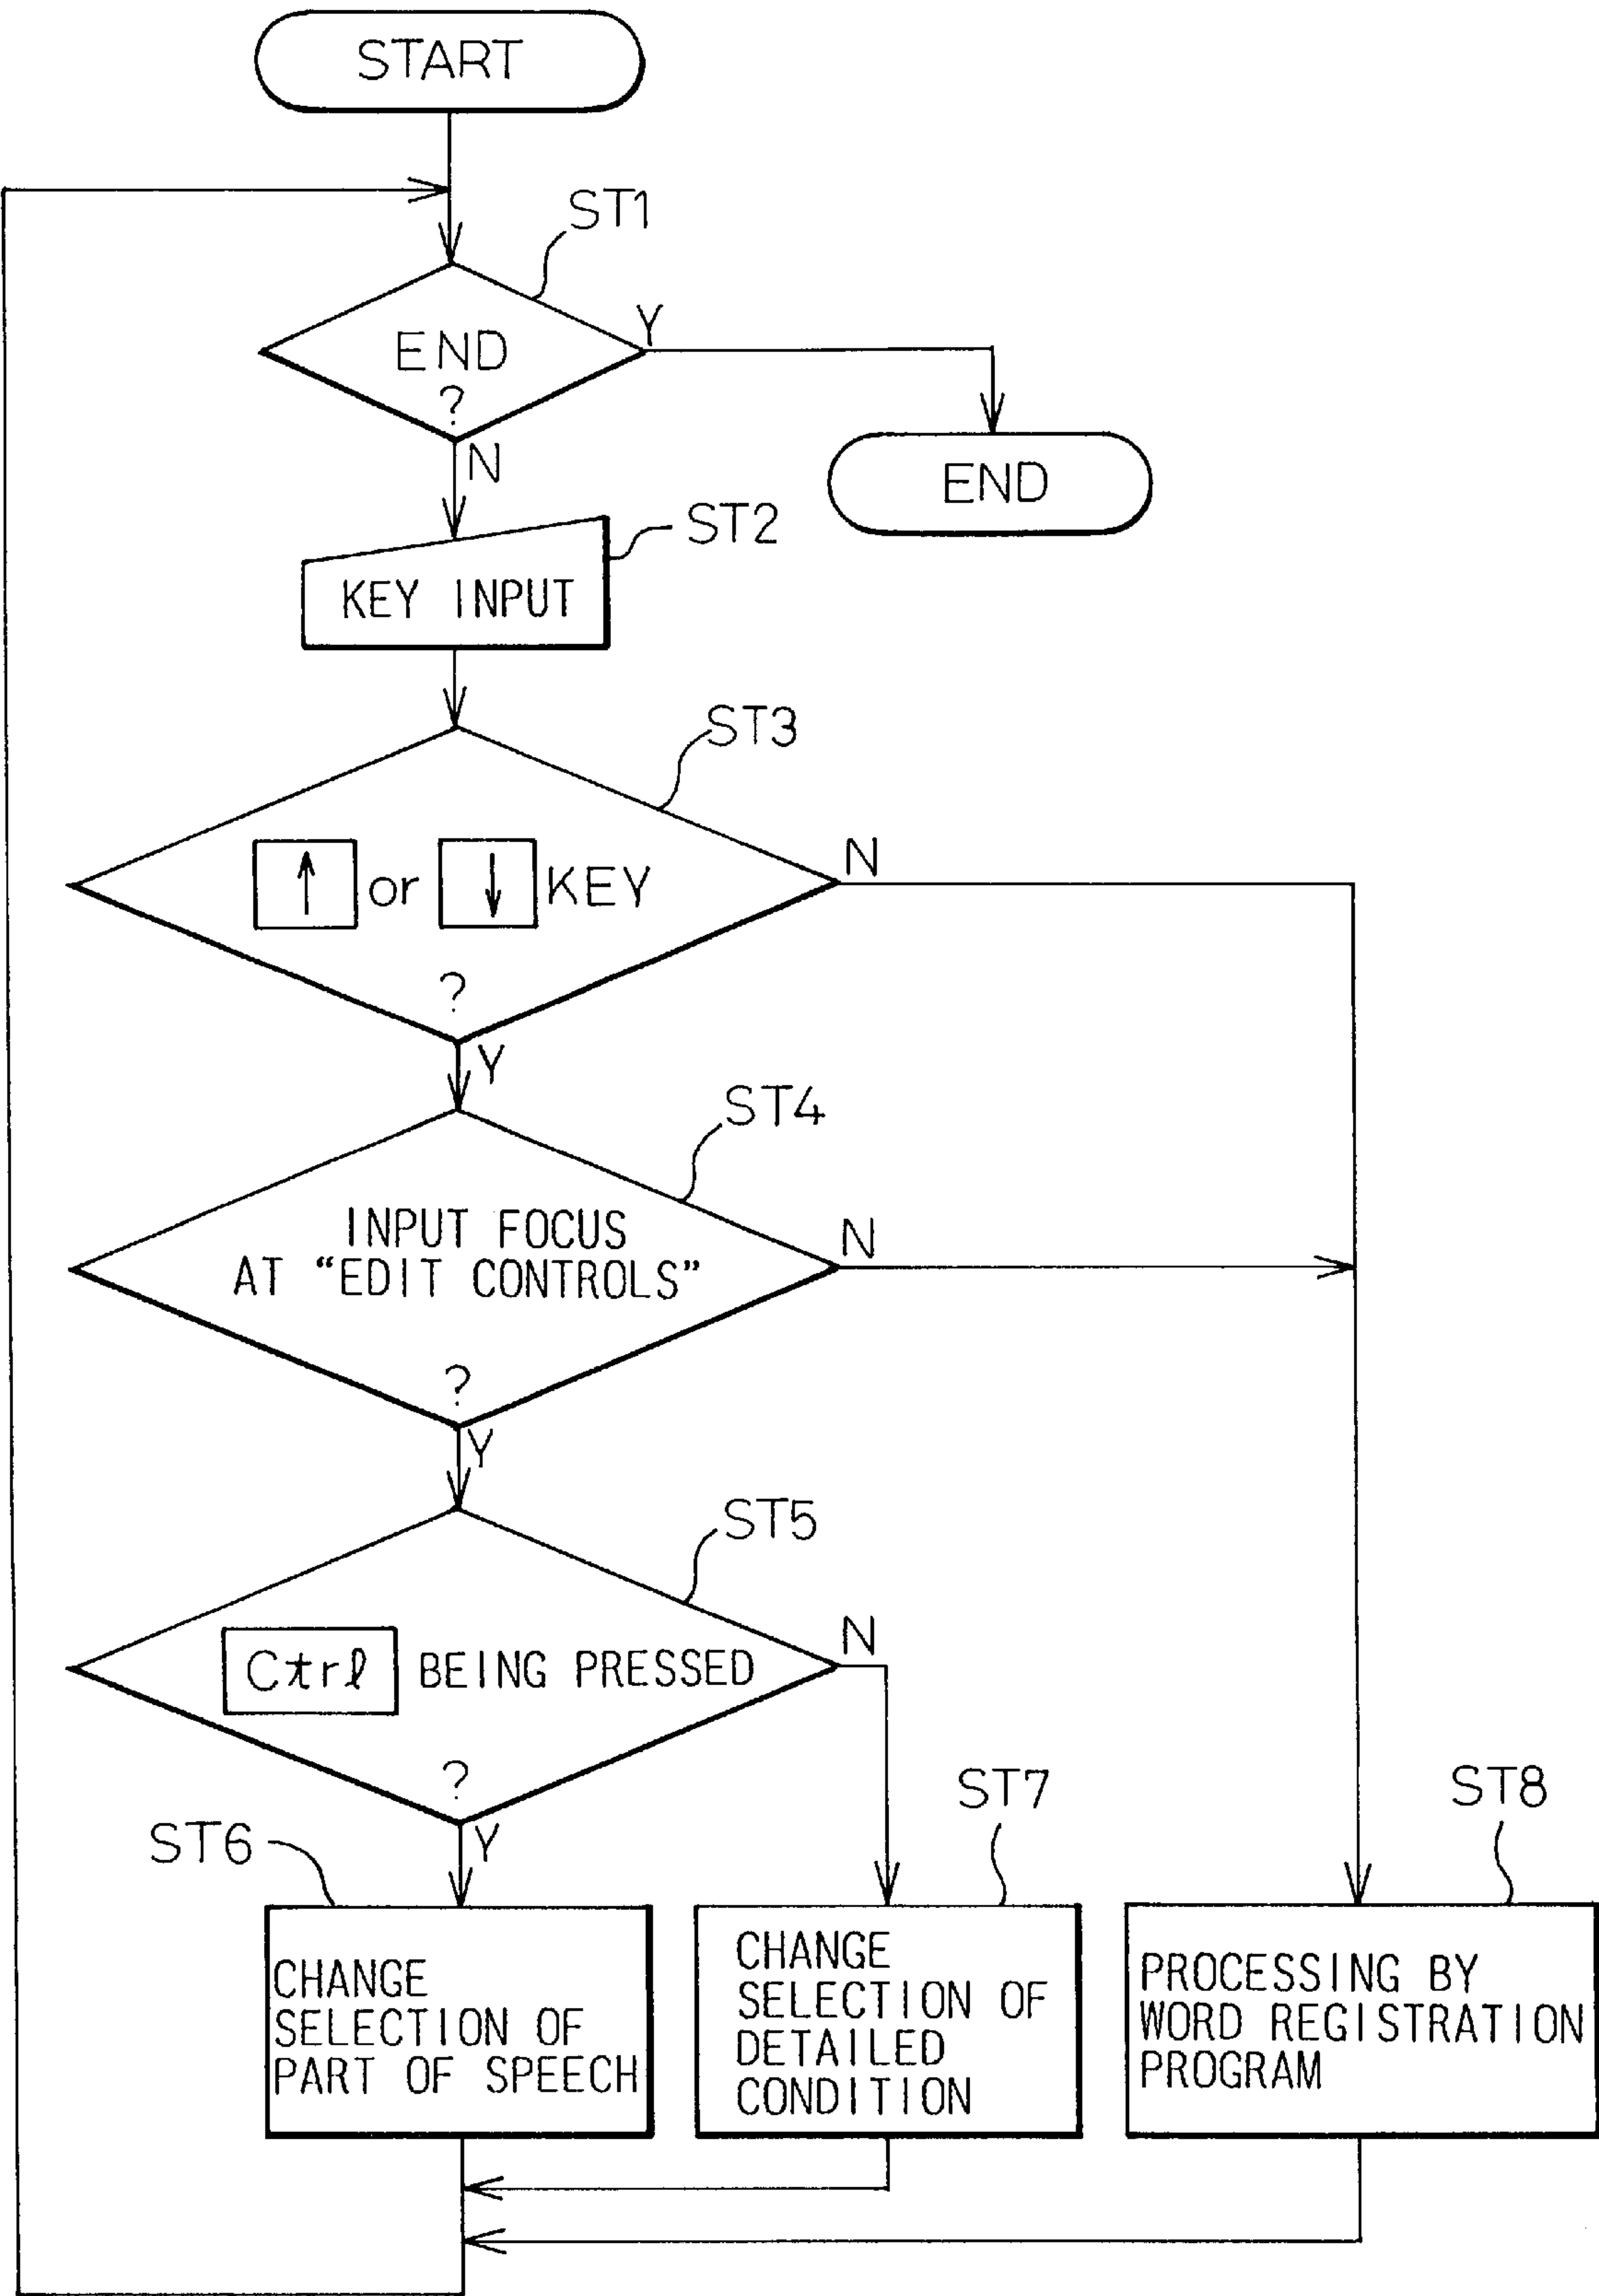 START
ST1
END
?
Y
N
END
ST2
KEY INPUT
ST3
↑ or ↓ KEY
?
N
Y
ST4
INPUT FOCUS
AT “EDIT CONTROLS”
?
N
Y
ST5
Ctrl BEING PRESSED
?
N
Y
ST6
CHANGE
SELECTION OF
PART OF SPEECH
ST7
CHANGE
SELECTION OF
DETAILED
CONDITION
ST8
PROCESSING BY
WORD REGISTRATION
PROGRAM